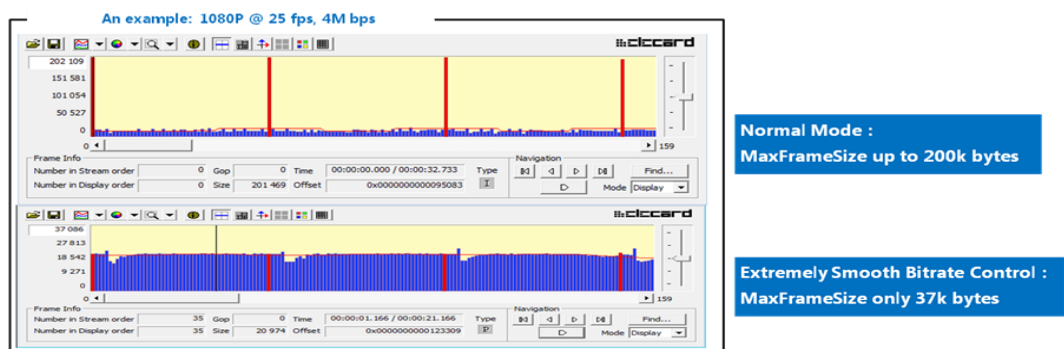 An example: 1080P @ 25 fps, 4M bps
elecard
202 109
151 581
101 054
50 527
0
0
159
Frame Info
Number in Stream order 0 Gop 0 Time 00:00:00.000 / 00:00:32.733 Type
Number in Display order 0 Size 201 469 Offset 0x0000000000095083 I
Navigation
Find...
Mode Display
Normal Mode :
MaxFrameSize up to 200k bytes
elecard
37 086
27 813
18 542
9 271
0
0
159
Frame Info
Number in Stream order 35 Gop 0 Time 00:00:01.166 / 00:00:21.166 Type
Number in Display order 35 Size 20 974 Offset 0x0000000000123309 P
Navigation
Find...
Mode Display
Extremely Smooth Bitrate Control :
MaxFrameSize only 37k bytes